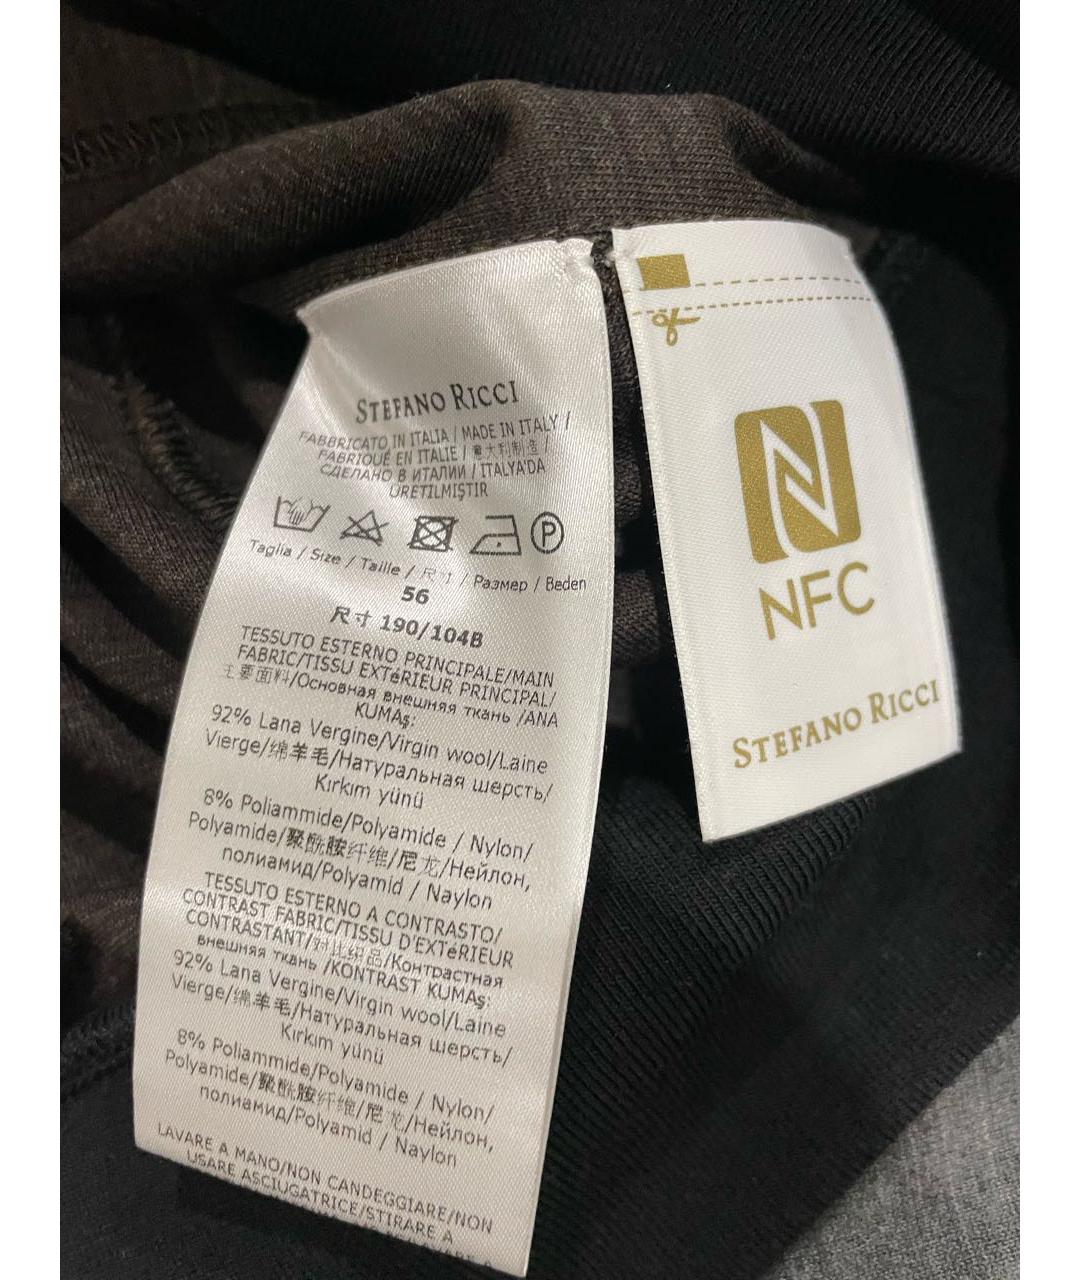 STEFANO RICCI
FABBRICATO IN ITALIA / MADE IN ITALY /
FABRIQUÉ EN ITALIE / 意大利制造 /
СДЕЛАНО В ИТАЛИИ / ITALYA'DA
ÜRETILMIŞTIR
P
Taglia / Size / Taille / 尺寸 / Размер / Beden
56
尺寸 190/104B
TESSUTO ESTERNO PRINCIPALE/MAIN
FABRIC/TISSU EXTéRIEUR PRINCIPAL/
主要面料/Основная внешняя ткань /ANA
KUMAş:
92% Lana Vergine/Virgin wool/Laine
Vierge/绵羊毛/Натуральная шерсть/
Kırkım yünü
8% Poliammide/Polyamide / Nylon/
Polyamide/聚酰胺纤维/尼龙/Нейлон,
полиамид/Polyamid / Naylon
TESSUTO ESTERNO A CONTRASTO/
CONTRAST FABRIC/TISSU D'EXTéRIEUR
CONTRASTANT/对比织品/Контрастная
внешняя ткань /KONTRAST KUMAş:
92% Lana Vergine/Virgin wool/Laine
Vierge/绵羊毛/Натуральная шерсть/
Kırkım yünü
8% Poliammide/Polyamide / Nylon/
Polyamide/聚酰胺纤维/尼龙/Нейлон,
полиамид/Polyamid / Naylon
LAVARE A MANO/NON CANDEGGIARE/NON
USARE ASCIUGATRICE/STIRARE A
NFC
STEFANO RICCI